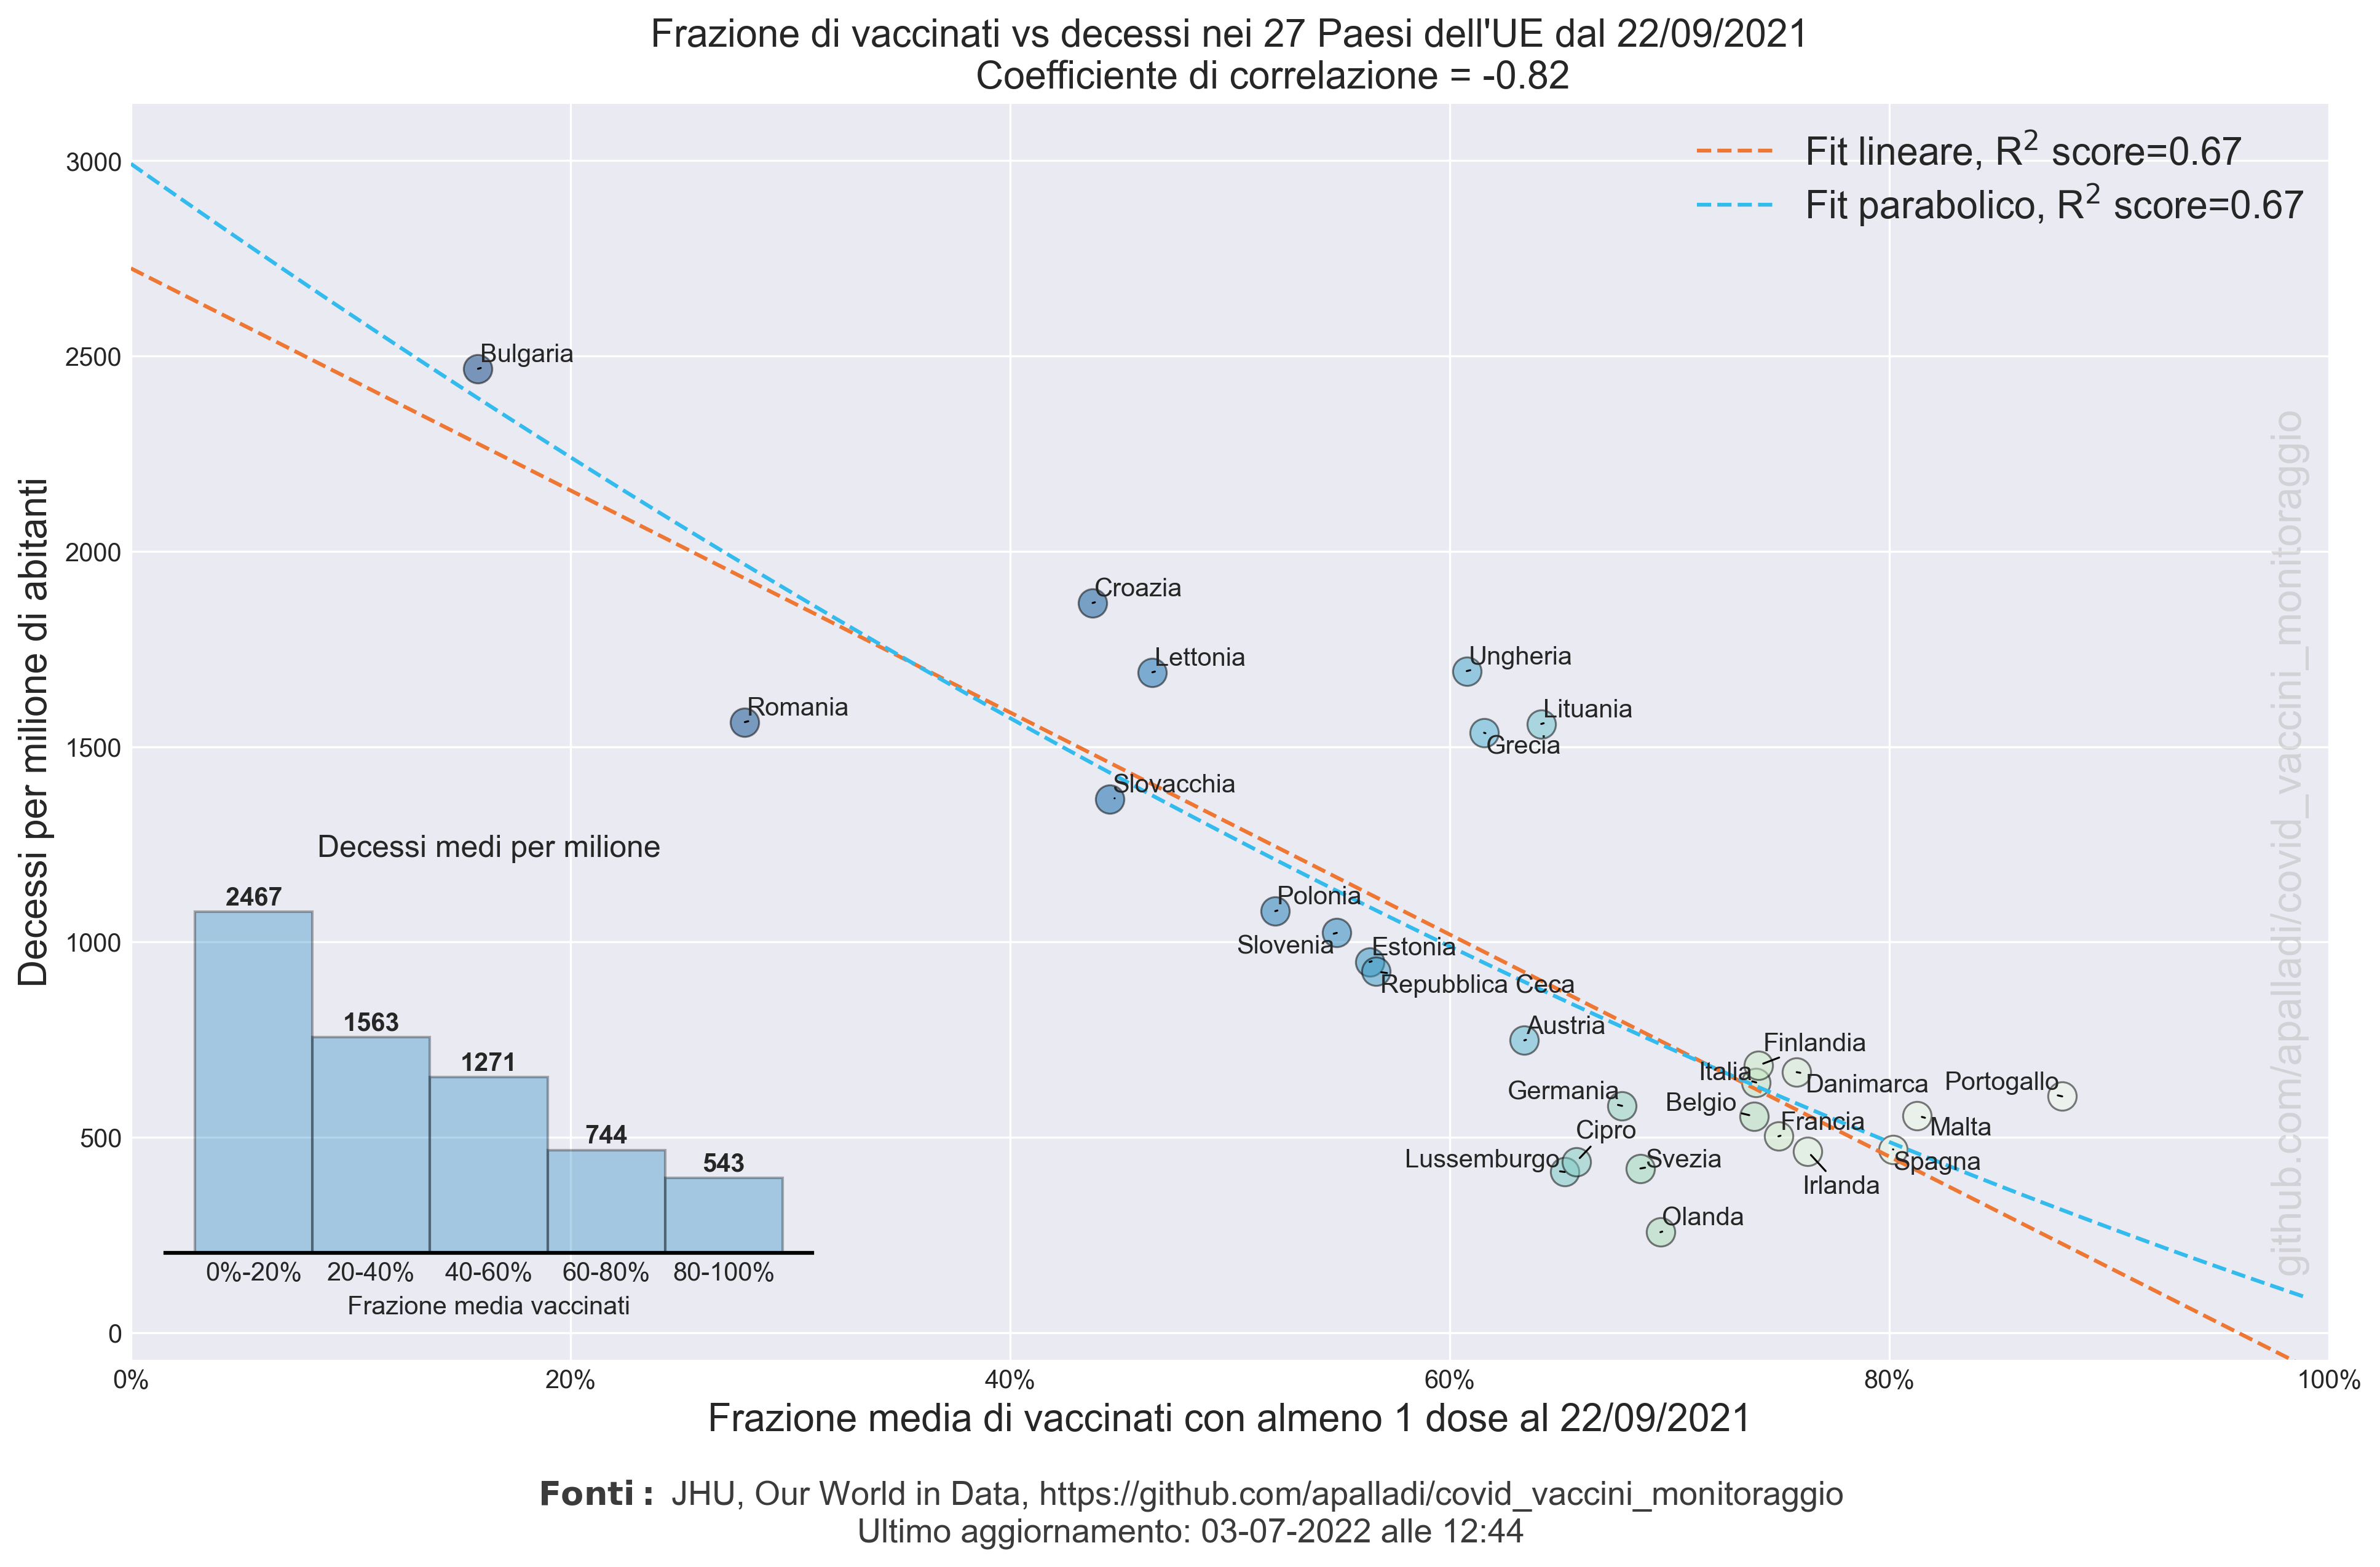 Frazione di vaccinati vs decessi nei 27 Paesi dell'UE dal 22/09/2021
Coefficiente di correlazione = -0.82
Fit lineare, R² score=0.67
Fit parabolico, R² score=0.67
Decessi per milione di abitanti
3000
2500
2000
1500
1000
500
0
Bulgaria
Croazia
Lettonia
Ungheria
Romania
Lituania
Grecia
Slovacchia
Polonia
Slovenia
Estonia
Repubblica Ceca
Austria
Finlandia
Italia
Danimarca
Portogallo
Germania
Belgio
Francia
Malta
Cipro
Lussemburgo
Svezia
Spagna
Irlanda
Olanda
Decessi medi per milione
2467
1563
1271
744
543
0%-20% 20-40% 40-60% 60-80% 80-100%
Frazione media vaccinati
github.com/apalladi/covid_vaccini_monitoraggio
0% 20% 40% 60% 80% 100%
Frazione media di vaccinati con almeno 1 dose al 22/09/2021
Fonti : JHU, Our World in Data, https://github.com/apalladi/covid_vaccini_monitoraggio
Ultimo aggiornamento: 03-07-2022 alle 12:44